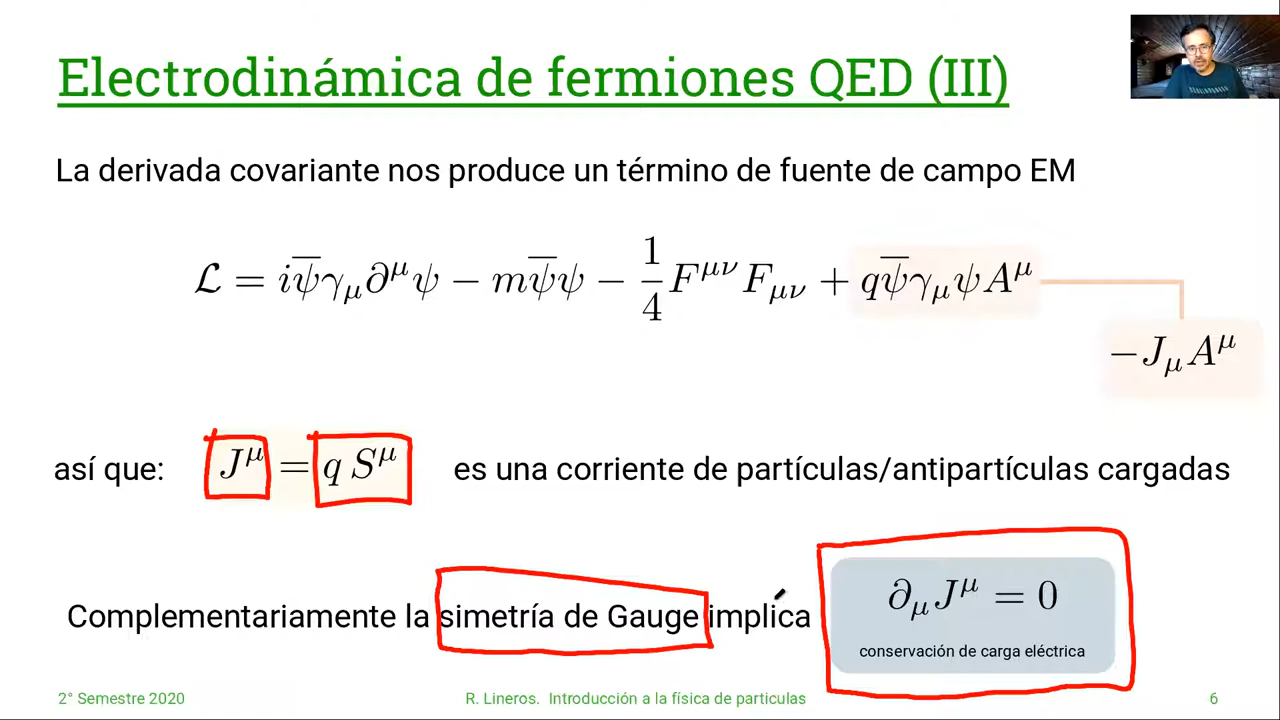 Electrodinámica de fermiones QED (III)
La derivada covariante nos produce un término de fuente de campo EM
ℒ = iψ̅γ_μ∂^μψ − mψ̅ψ − 1/4 F^{μν}F_{μν} + qψ̅γ_μψA^μ
−J_μA^μ
así que: J^μ = q S^μ es una corriente de partículas/antipartículas cargadas
Complementariamente la simetría de Gauge implica ∂_μJ^μ = 0
conservación de carga eléctrica
2° Semestre 2020 R. Lineros. Introducción a la física de particulas 6